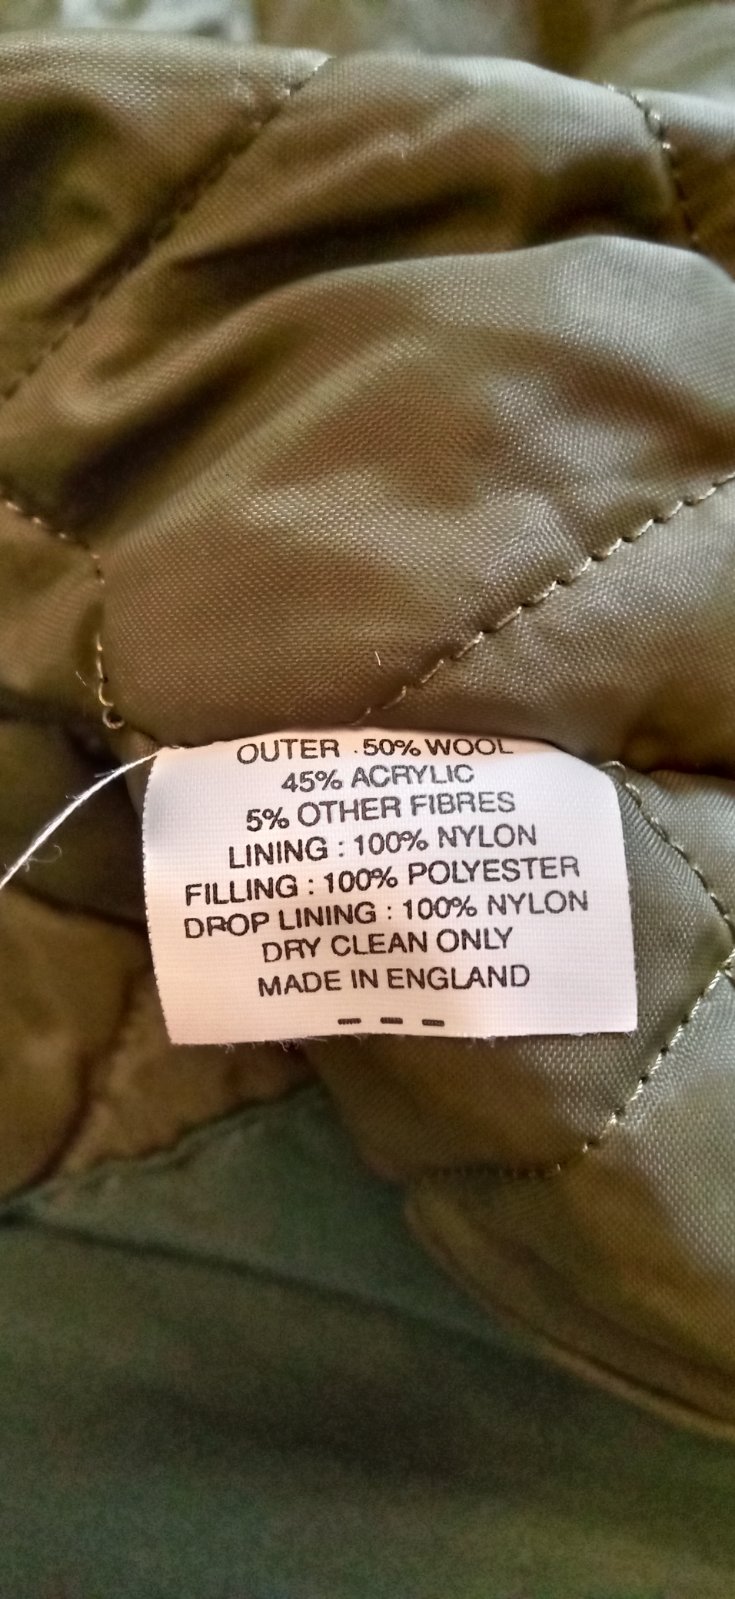 OUTER .50% WOOL
45% ACRYLIC
5% OTHER FIBRES
LINING : 100% NYLON
FILLING : 100% POLYESTER
DROP LINING : 100% NYLON
DRY CLEAN ONLY
MADE IN ENGLAND
— — —